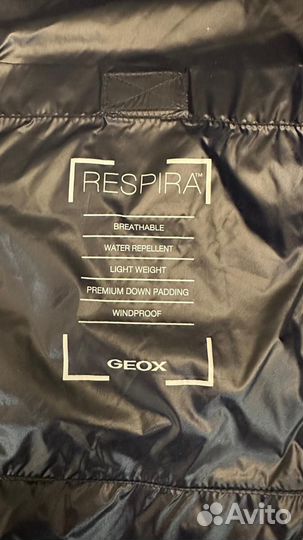 RESPIRA™
BREATHABLE
WATER REPELLENT
LIGHT WEIGHT
PREMIUM DOWN PADDING
WINDPROOF
GEOX
Avito